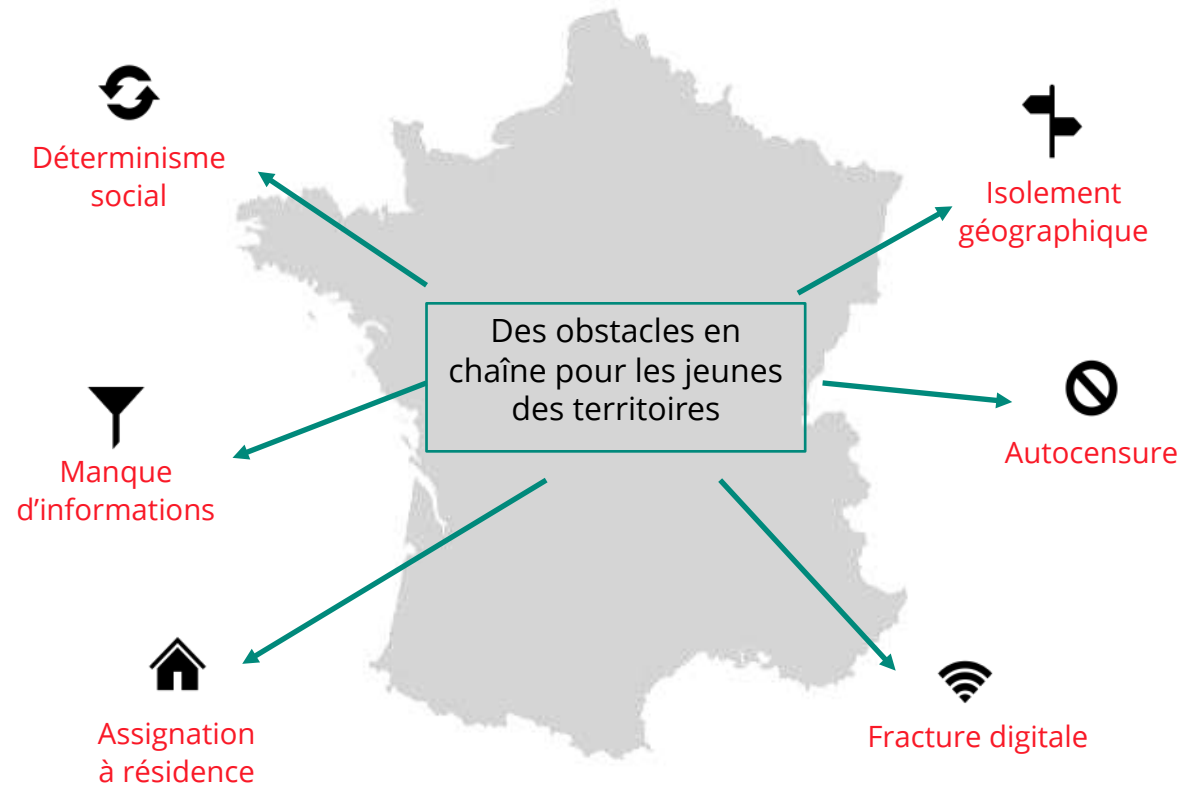 Déterminisme
social
Isolement
géographique
Des obstacles en
chaîne pour les jeunes
des territoires
Manque
d'informations
Autocensure
Assignation
à résidence
Fracture digitale